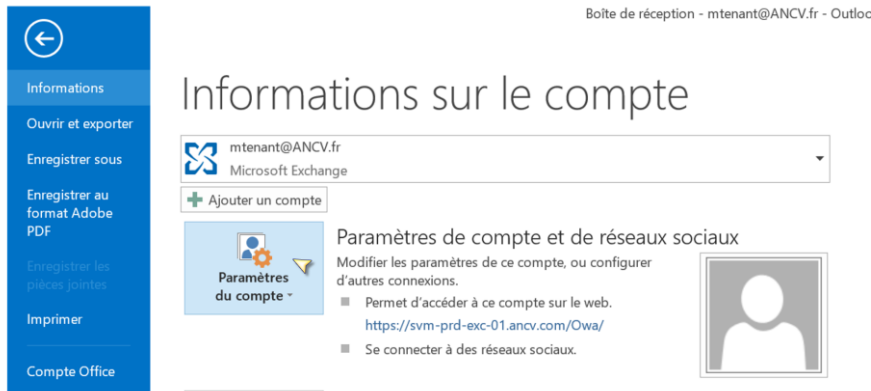 Boîte de réception - mtenant@ANCV.fr - Outloo
Informations
Ouvrir et exporter
Enregistrer sous
Enregistrer au
format Adobe
PDF
Enregistrer les
pièces jointes
Imprimer
Compte Office
Informations sur le compte
mtenant@ANCV.fr
Microsoft Exchange
Ajouter un compte
Paramètres
du compte
Paramètres de compte et de réseaux sociaux
Modifier les paramètres de ce compte, ou configurer
d'autres connexions.
Permet d'accéder à ce compte sur le web.
https://svm-prd-exc-01.ancv.com/Owa/
Se connecter à des réseaux sociaux.